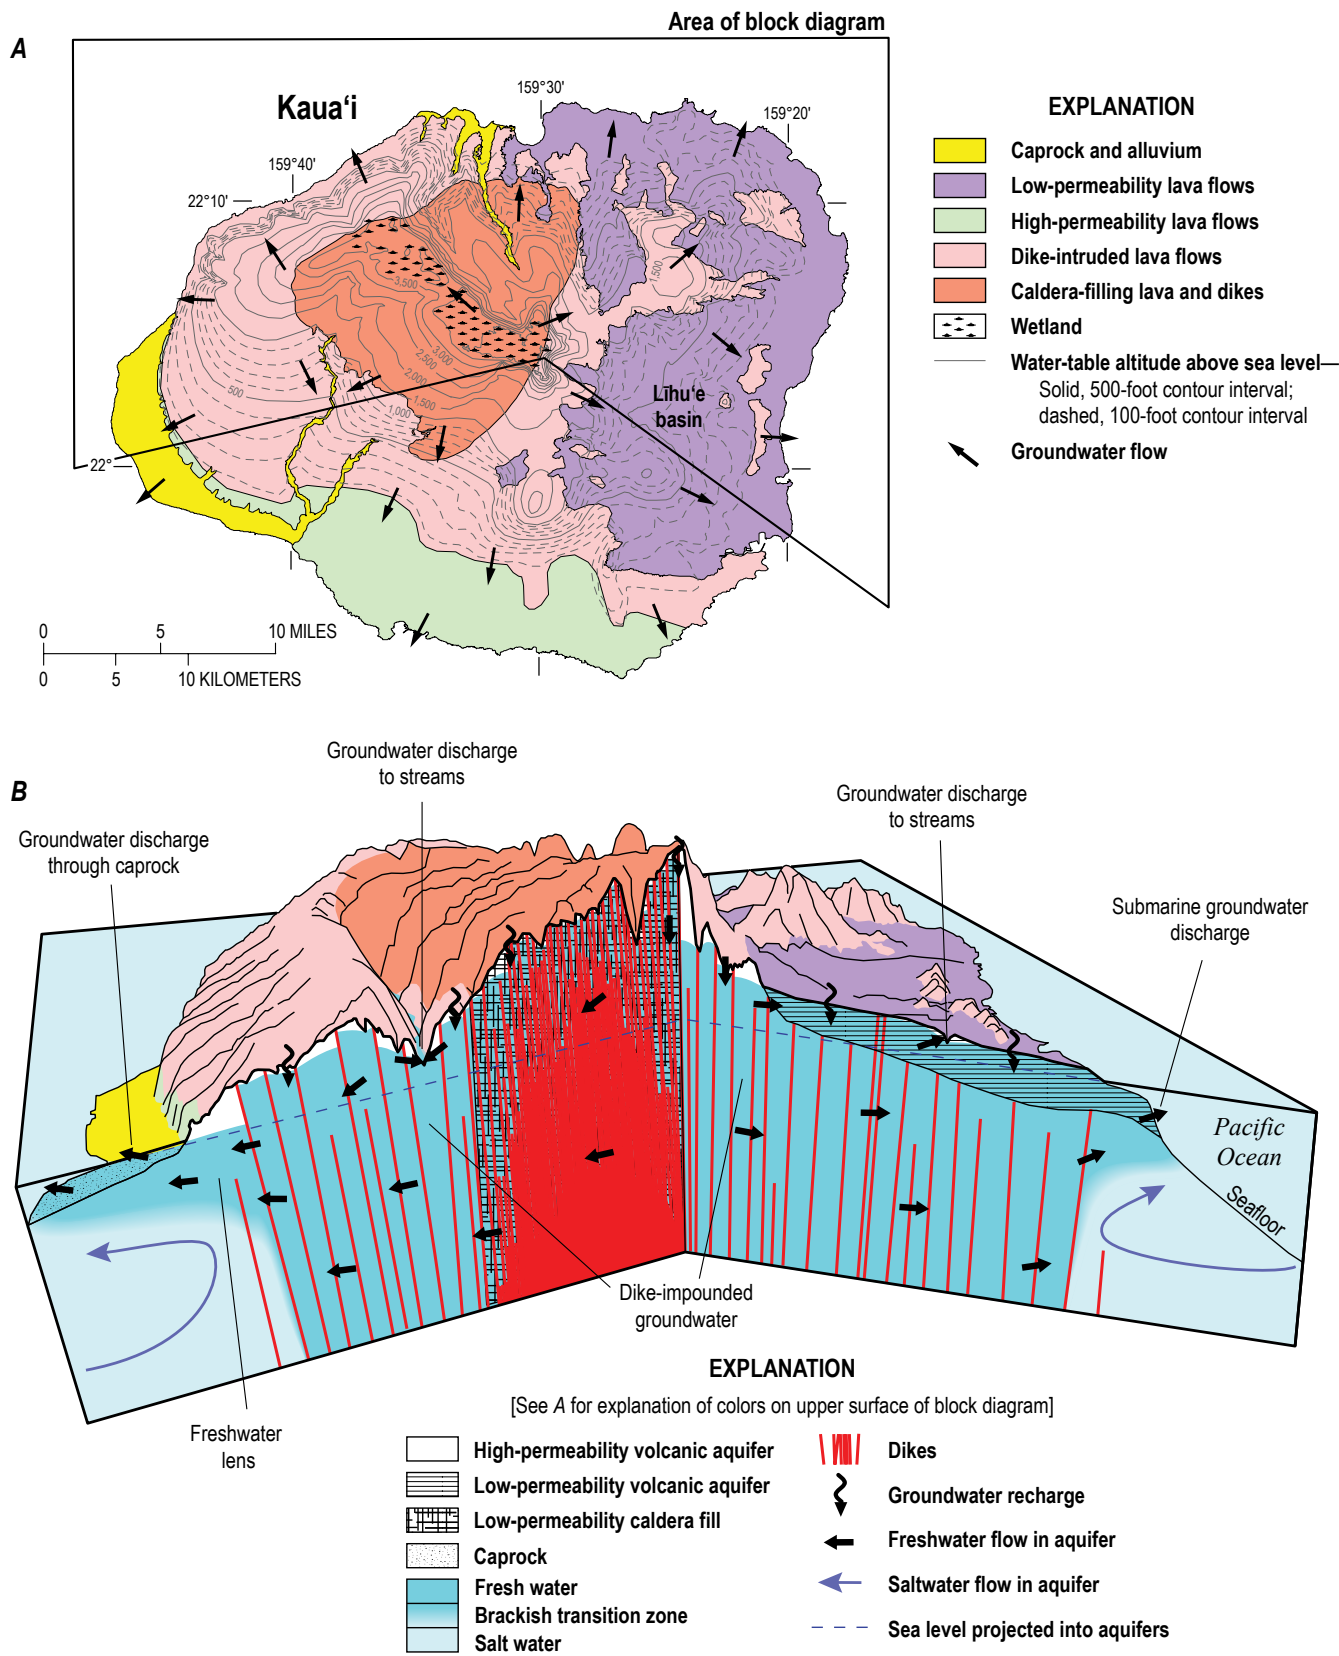 Area of block diagram
A
Kauaʻi
159°30'
159°20'
159°40'
22°10'
22°
3,500
3,000
2,500
2,000
1,500
1,000
500
1,500
Līhuʻe
basin
0 5 10 MILES
0 5 10 KILOMETERS
EXPLANATION
Caprock and alluvium
Low-permeability lava flows
High-permeability lava flows
Dike-intruded lava flows
Caldera-filling lava and dikes
Wetland
Water-table altitude above sea level—
Solid, 500-foot contour interval;
dashed, 100-foot contour interval
Groundwater flow
B
Groundwater discharge
to streams
Groundwater discharge
through caprock
Groundwater discharge
to streams
Submarine groundwater
discharge
Pacific
Ocean
Seafloor
Dike-impounded
groundwater
Freshwater
lens
EXPLANATION
[See A for explanation of colors on upper surface of block diagram]
High-permeability volcanic aquifer
Low-permeability volcanic aquifer
Low-permeability caldera fill
Caprock
Fresh water
Brackish transition zone
Salt water
Dikes
Groundwater recharge
Freshwater flow in aquifer
Saltwater flow in aquifer
Sea level projected into aquifers